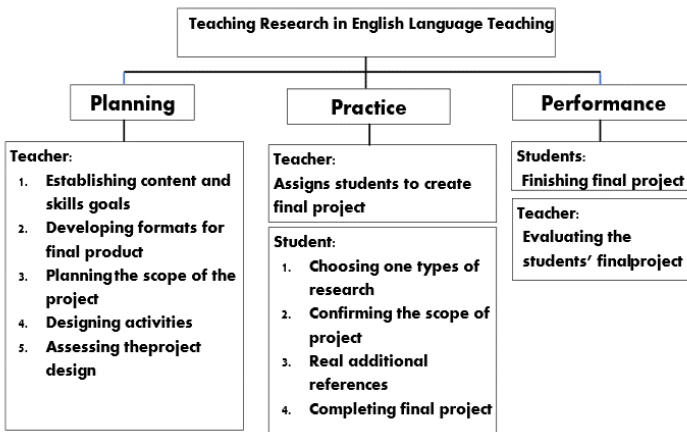 Teaching Research in English Language Teaching
Planning
Practice
Performance
Teacher:
1. Establishing content and
skills goals
2. Developing formats for
final product
3. Planningthe scope of the
project
4. Designing activities
5. Assessing theproject
design
Teacher:
Assigns students to create
final project
Student:
1. Choosing one types of
research
2. Confirming the scope of
project
3. Real additional
references
4. Completing final project
Students:
Finishing final project
Teacher:
Evaluating the
students’ finalproject